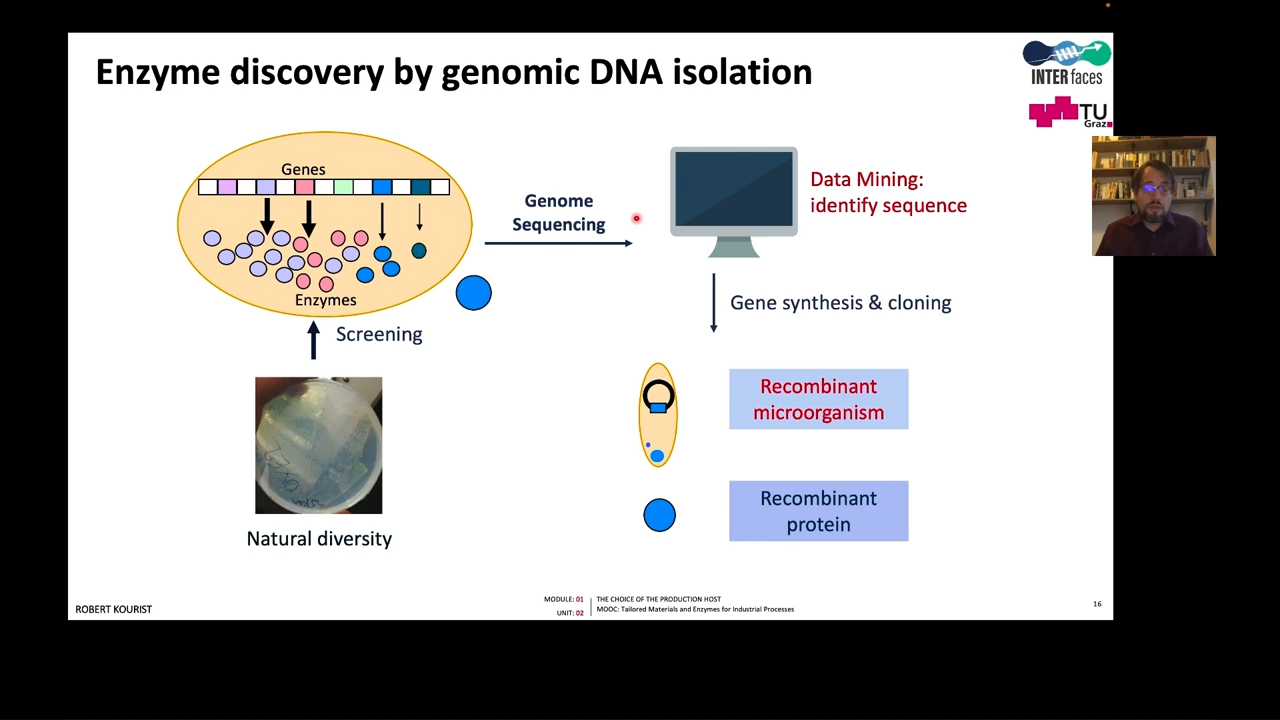 Enzyme discovery by genomic DNA isolation
INTERfaces
TU
Graz
Genes
Enzymes
Genome
Sequencing
Data Mining:
identify sequence
Screening
Gene synthesis & cloning
Recombinant
microorganism
Recombinant
protein
Natural diversity
ROBERT KOURIST
MODULE: 01
UNIT: 02
THE CHOICE OF THE PRODUCTION HOST
MOOC: Tailored Materials and Enzymes for Industrial Processes
16